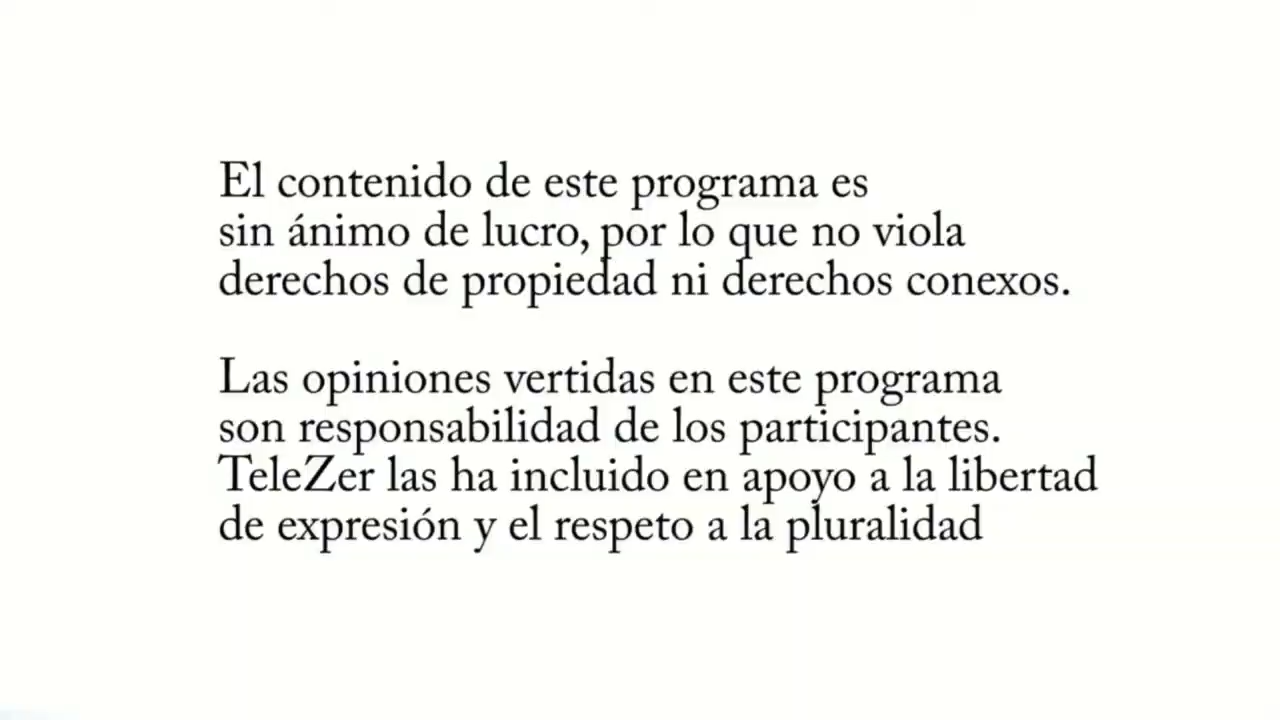 El contenido de este programa es
sin ánimo de lucro, por lo que no viola
derechos de propiedad ni derechos conexos.
Las opiniones vertidas en este programa
son responsabilidad de los participantes.
TeleZer las ha incluido en apoyo a la libertad
de expresión y el respeto a la pluralidad